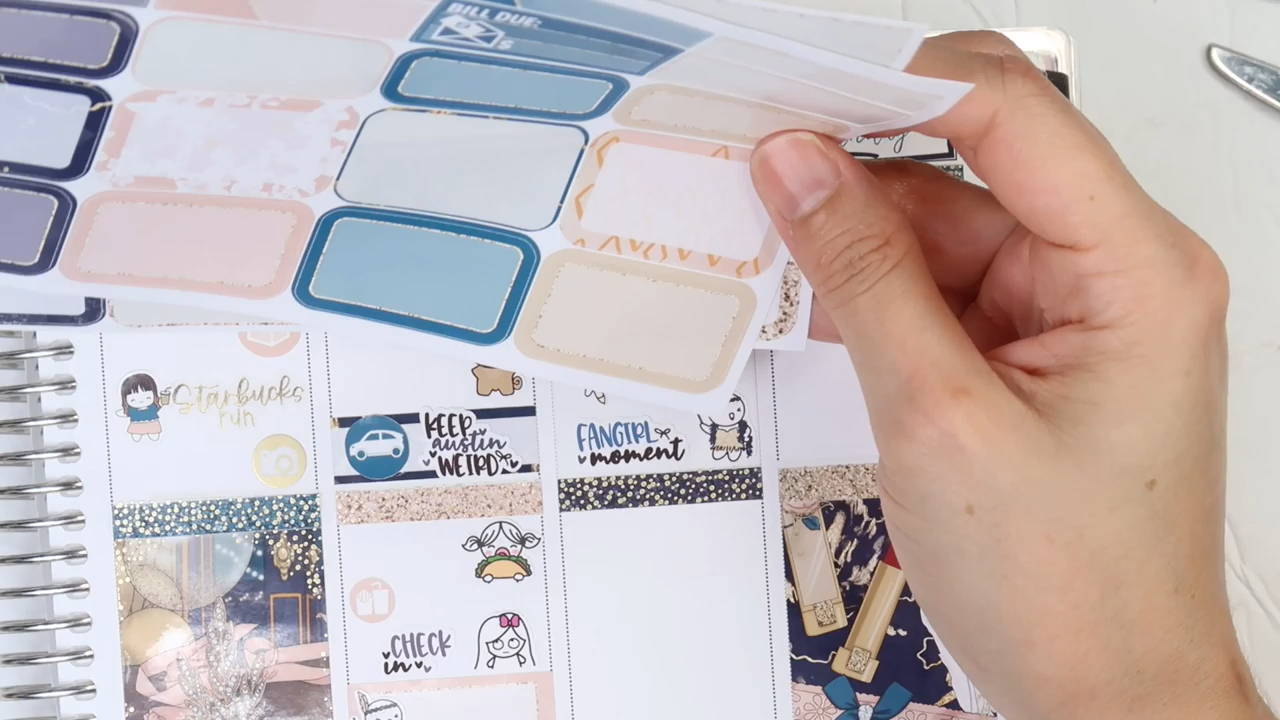 BILL DUE:
Starbucks
run
KEEP
austin
WEIRD
FANGIRL
moment
CHECK
in